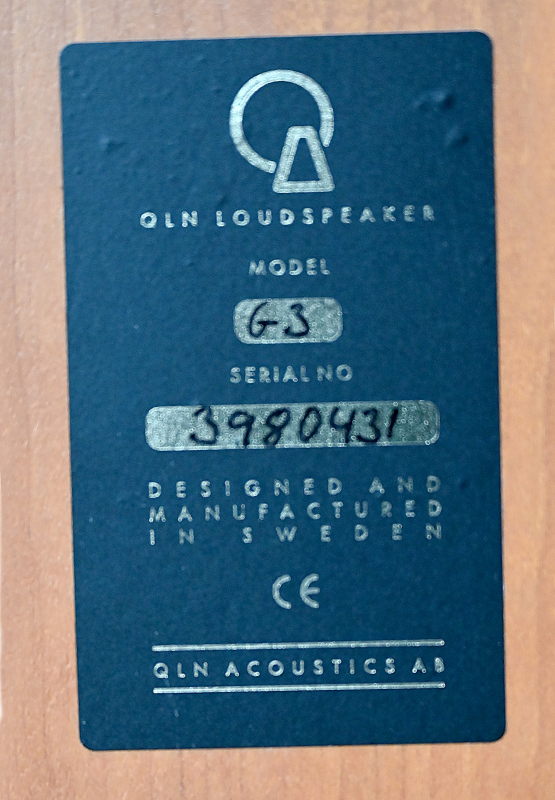 QLN LOUDSPEAKER
MODEL
G3
SERIAL NO
3980431
DESIGNED AND
MANUFACTURED
IN SWEDEN
CE
QLN ACOUSTICS AB